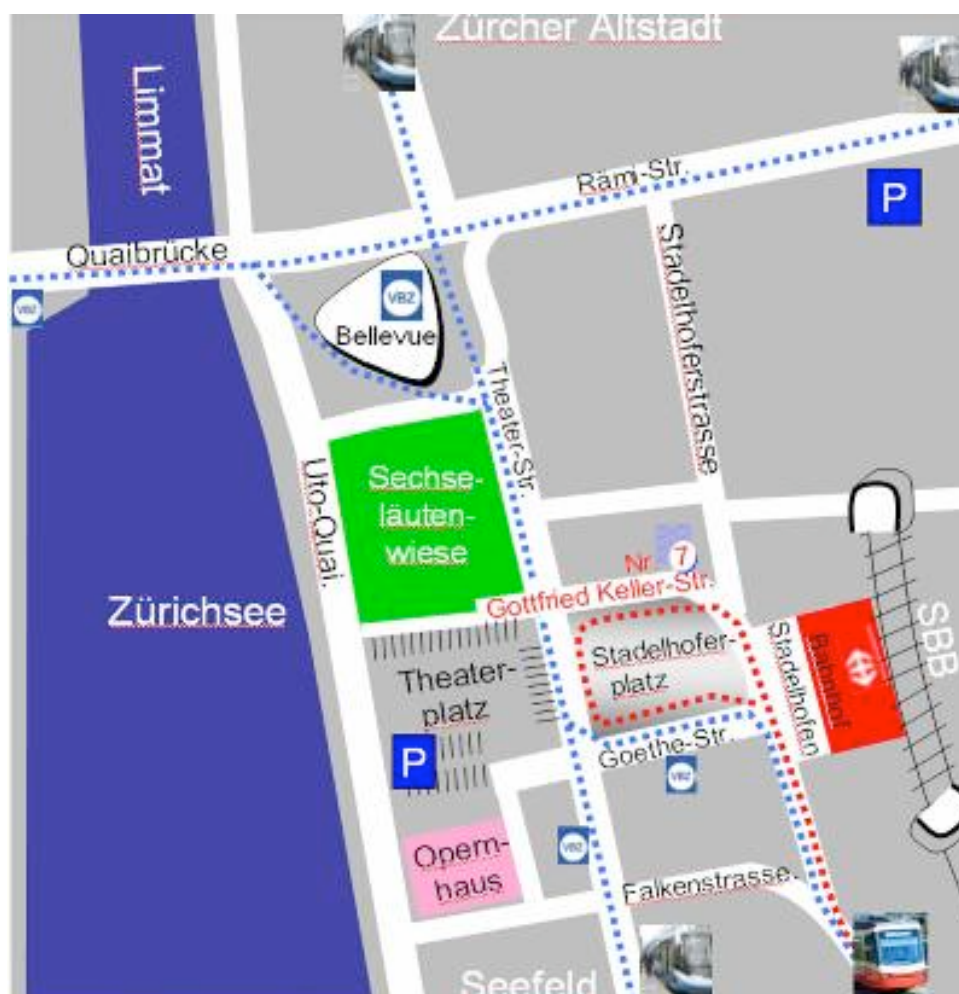 Zürcher Altstadt
Limmat
Rämi-Str.
P
Quaibrücke
VBZ
VBZ
Bellevue
Stadelhoferstrasse
Theater-Str.
Uto-Quai.
Sechse-
läuten-
wiese
Nr.
7
Gottfried Keller-Str.
Zürichsee
SBB
Stadelhofer-
platz
Stadelhofen
Bahnhof
Theater-
platz
P
Goethe-Str.
VBZ
VBZ
Opern-
haus
Falkenstrasse.
Seefeld